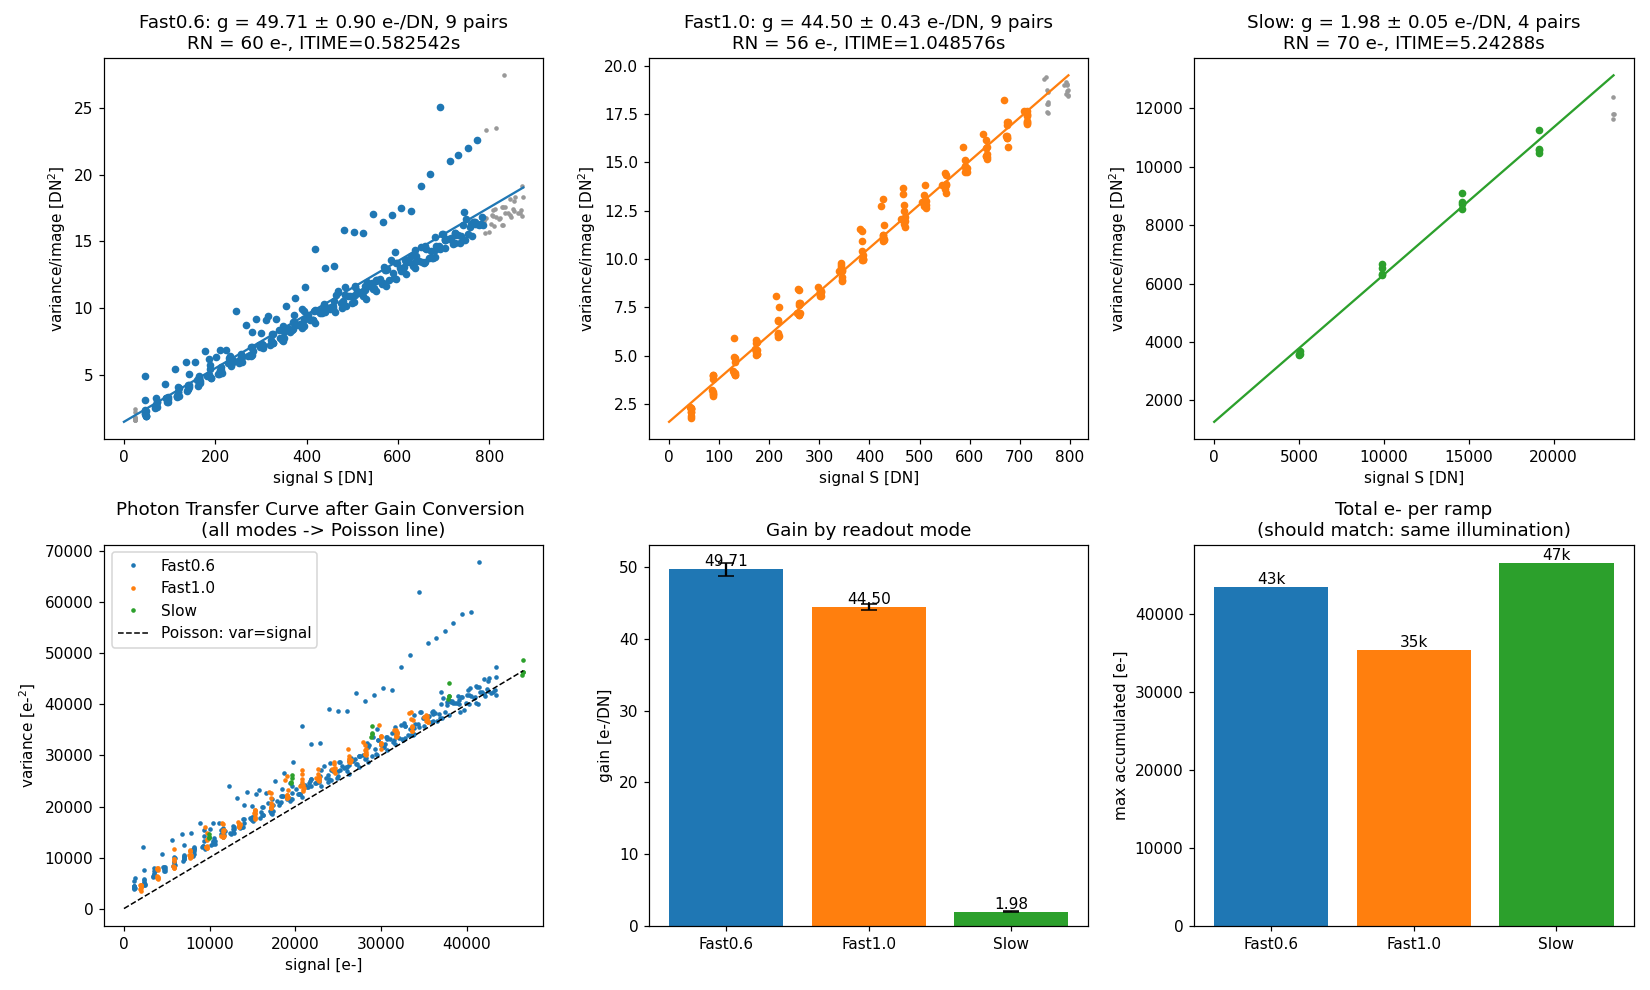 Fast0.6: g = 49.71 ± 0.90 e-/DN, 9 pairs
RN = 60 e-, ITIME=0.582542s
variance/image [DN²]
25
20
15
10
5
0
200
400
600
800
signal S [DN]
Fast1.0: g = 44.50 ± 0.43 e-/DN, 9 pairs
RN = 56 e-, ITIME=1.048576s
variance/image [DN²]
20.0
17.5
15.0
12.5
10.0
7.5
5.0
2.5
0
100
200
300
400
500
600
700
800
signal S [DN]
Slow: g = 1.98 ± 0.05 e-/DN, 4 pairs
RN = 70 e-, ITIME=5.24288s
variance/image [DN²]
12000
10000
8000
6000
4000
2000
0
5000
10000
15000
20000
signal S [DN]
Photon Transfer Curve after Gain Conversion
(all modes -> Poisson line)
variance [e-²]
70000
60000
50000
40000
30000
20000
10000
0
Fast0.6
Fast1.0
Slow
Poisson: var=signal
0
10000
20000
30000
40000
signal [e-]
Gain by readout mode
gain [e-/DN]
50
40
30
20
10
0
49.71
44.50
1.98
Fast0.6
Fast1.0
Slow
Total e- per ramp
(should match: same illumination)
max accumulated [e-]
40000
30000
20000
10000
0
43k
35k
47k
Fast0.6
Fast1.0
Slow